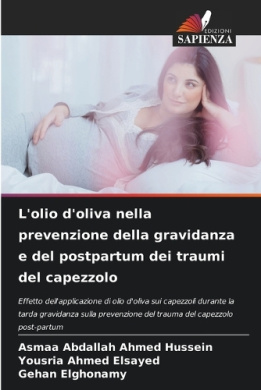 EDIZIONI
SAPIENZA
L'olio d'oliva nella
prevenzione della gravidanza
e del postpartum dei traumi
del capezzolo
Effetto dell'applicazione di olio d'oliva sui capezzoli durante la
tarda gravidanza sulla prevenzione del trauma del capezzolo
post-partum
Asmaa Abdallah Ahmed Hussein
Yousria Ahmed Elsayed
Gehan Elghonamy